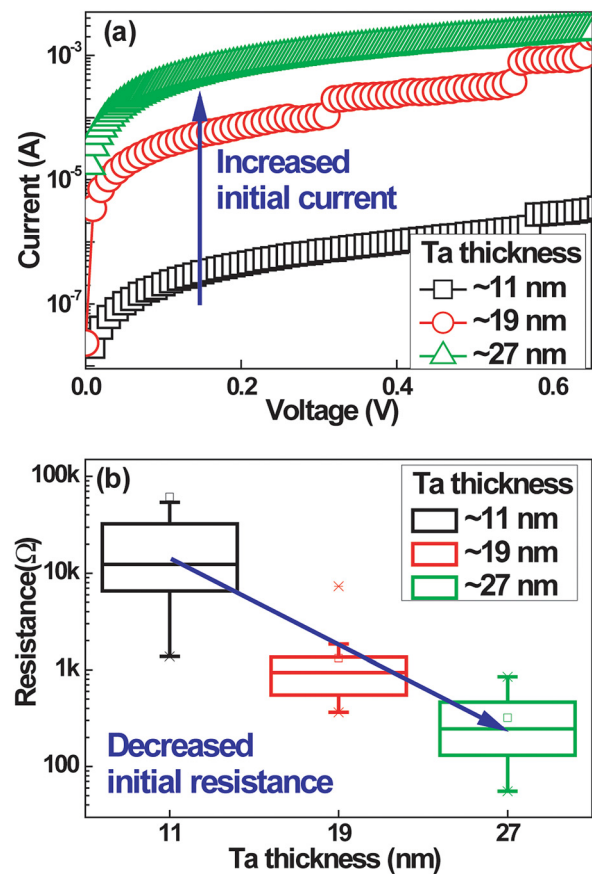 (a)
10⁻³
10⁻⁵
10⁻⁷
Current (A)
Increased
initial current
Ta thickness
~11 nm
~19 nm
~27 nm
0.0 0.2 0.4 0.6
Voltage (V)
(b)
100k
10k
1k
100
Resistance(Ω)
Ta thickness
~11 nm
~19 nm
~27 nm
Decreased
initial resistance
11 19 27
Ta thickness (nm)